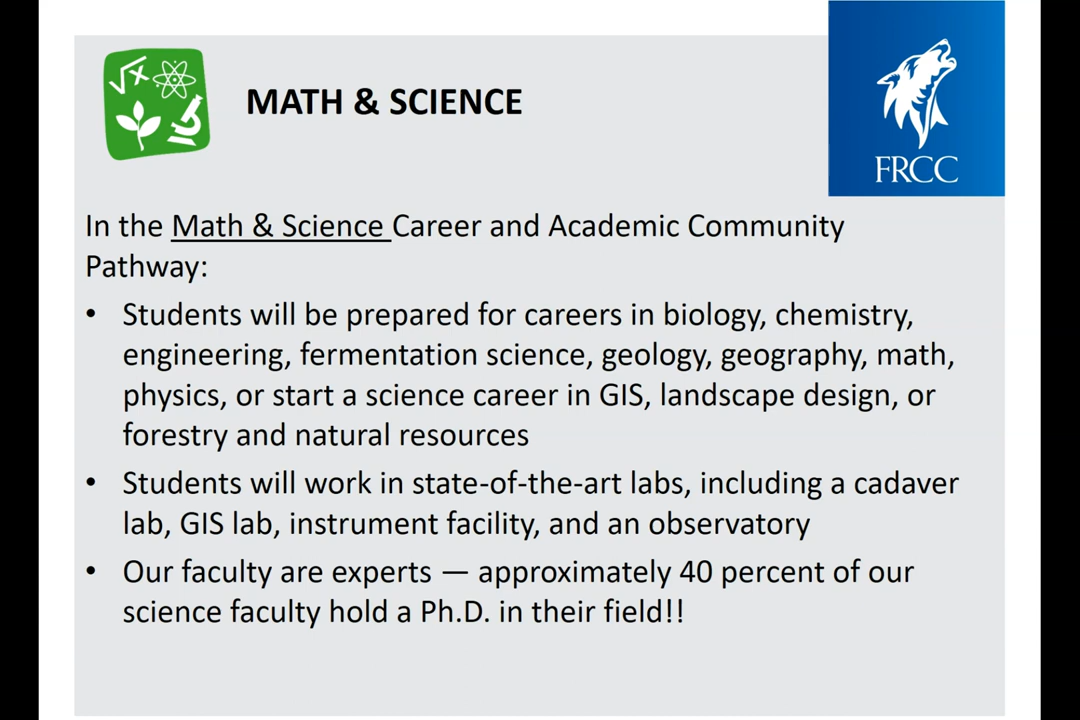 √x
MATH & SCIENCE
FRCC
In the Math & Science Career and Academic Community
Pathway:
• Students will be prepared for careers in biology, chemistry,
engineering, fermentation science, geology, geography, math,
physics, or start a science career in GIS, landscape design, or
forestry and natural resources
• Students will work in state-of-the-art labs, including a cadaver
lab, GIS lab, instrument facility, and an observatory
• Our faculty are experts — approximately 40 percent of our
science faculty hold a Ph.D. in their field!!